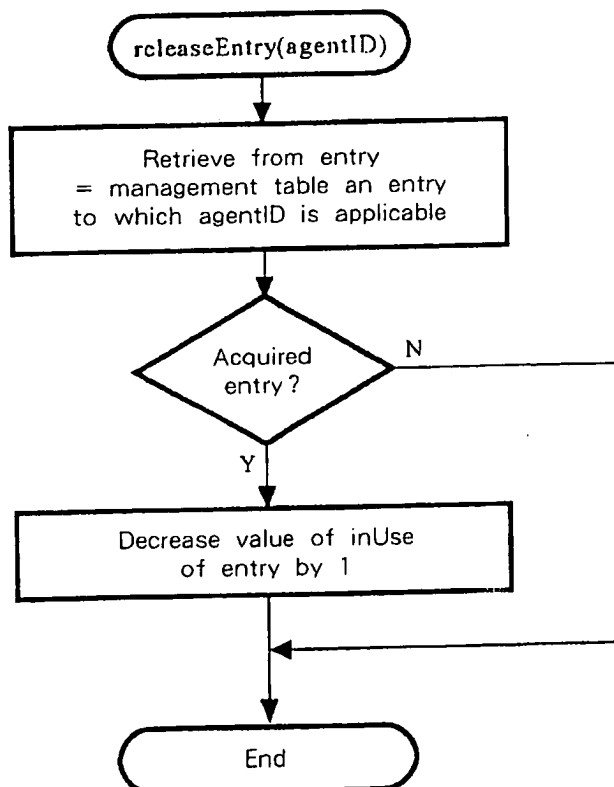 releaseEntry(agentID)
Retrieve from entry
= management table an entry
to which agentID is applicable
Acquired
entry?
N
Y
Decrease value of inUse
of entry by 1
End